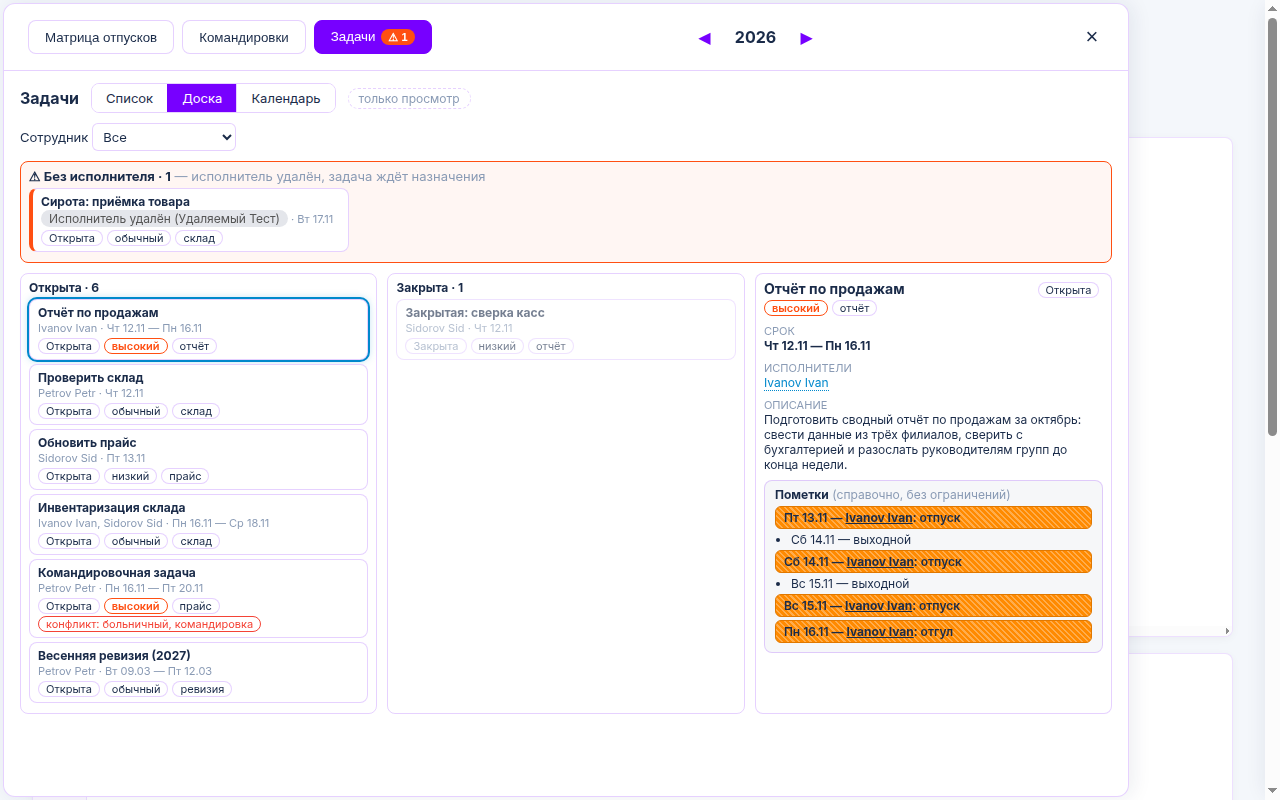 Матрица отпусков
Командировки
Задачи ⚠ 1
◀ 2026 ▶
×
Задачи
Список
Доска
Календарь
только просмотр
Сотрудник
Все
⚠ Без исполнителя · 1 — исполнитель удалён, задача ждёт назначения
Сирота: приёмка товара
Исполнитель удалён (Удаляемый Тест) · Вт 17.11
Открыта обычный склад
Открыта · 6
Отчёт по продажам
Ivanov Ivan · Чт 12.11 — Пн 16.11
Открыта высокий отчёт
Проверить склад
Petrov Petr · Чт 12.11
Открыта обычный склад
Обновить прайс
Sidorov Sid · Пт 13.11
Открыта низкий прайс
Инвентаризация склада
Ivanov Ivan, Sidorov Sid · Пн 16.11 — Ср 18.11
Открыта обычный склад
Командировочная задача
Petrov Petr · Пн 16.11 — Пт 20.11
Открыта высокий прайс
конфликт: больничный, командировка
Весенняя ревизия (2027)
Petrov Petr · Вт 09.03 — Пт 12.03
Открыта обычный ревизия
Закрыта · 1
Закрытая: сверка касс
Sidorov Sid · Чт 12.11
Закрыта низкий отчёт
Отчёт по продажам
Открыта
высокий отчёт
СРОК
Чт 12.11 — Пн 16.11
ИСПОЛНИТЕЛИ
Ivanov Ivan
ОПИСАНИЕ
Подготовить сводный отчёт по продажам за октябрь:
свести данные из трёх филиалов, сверить с
бухгалтерией и разослать руководителям групп до
конца недели.
Пометки (справочно, без ограничений)
Пт 13.11 — Ivanov Ivan: отпуск
• Сб 14.11 — выходной
Сб 14.11 — Ivanov Ivan: отпуск
• Вс 15.11 — выходной
Вс 15.11 — Ivanov Ivan: отпуск
Пн 16.11 — Ivanov Ivan: отгул